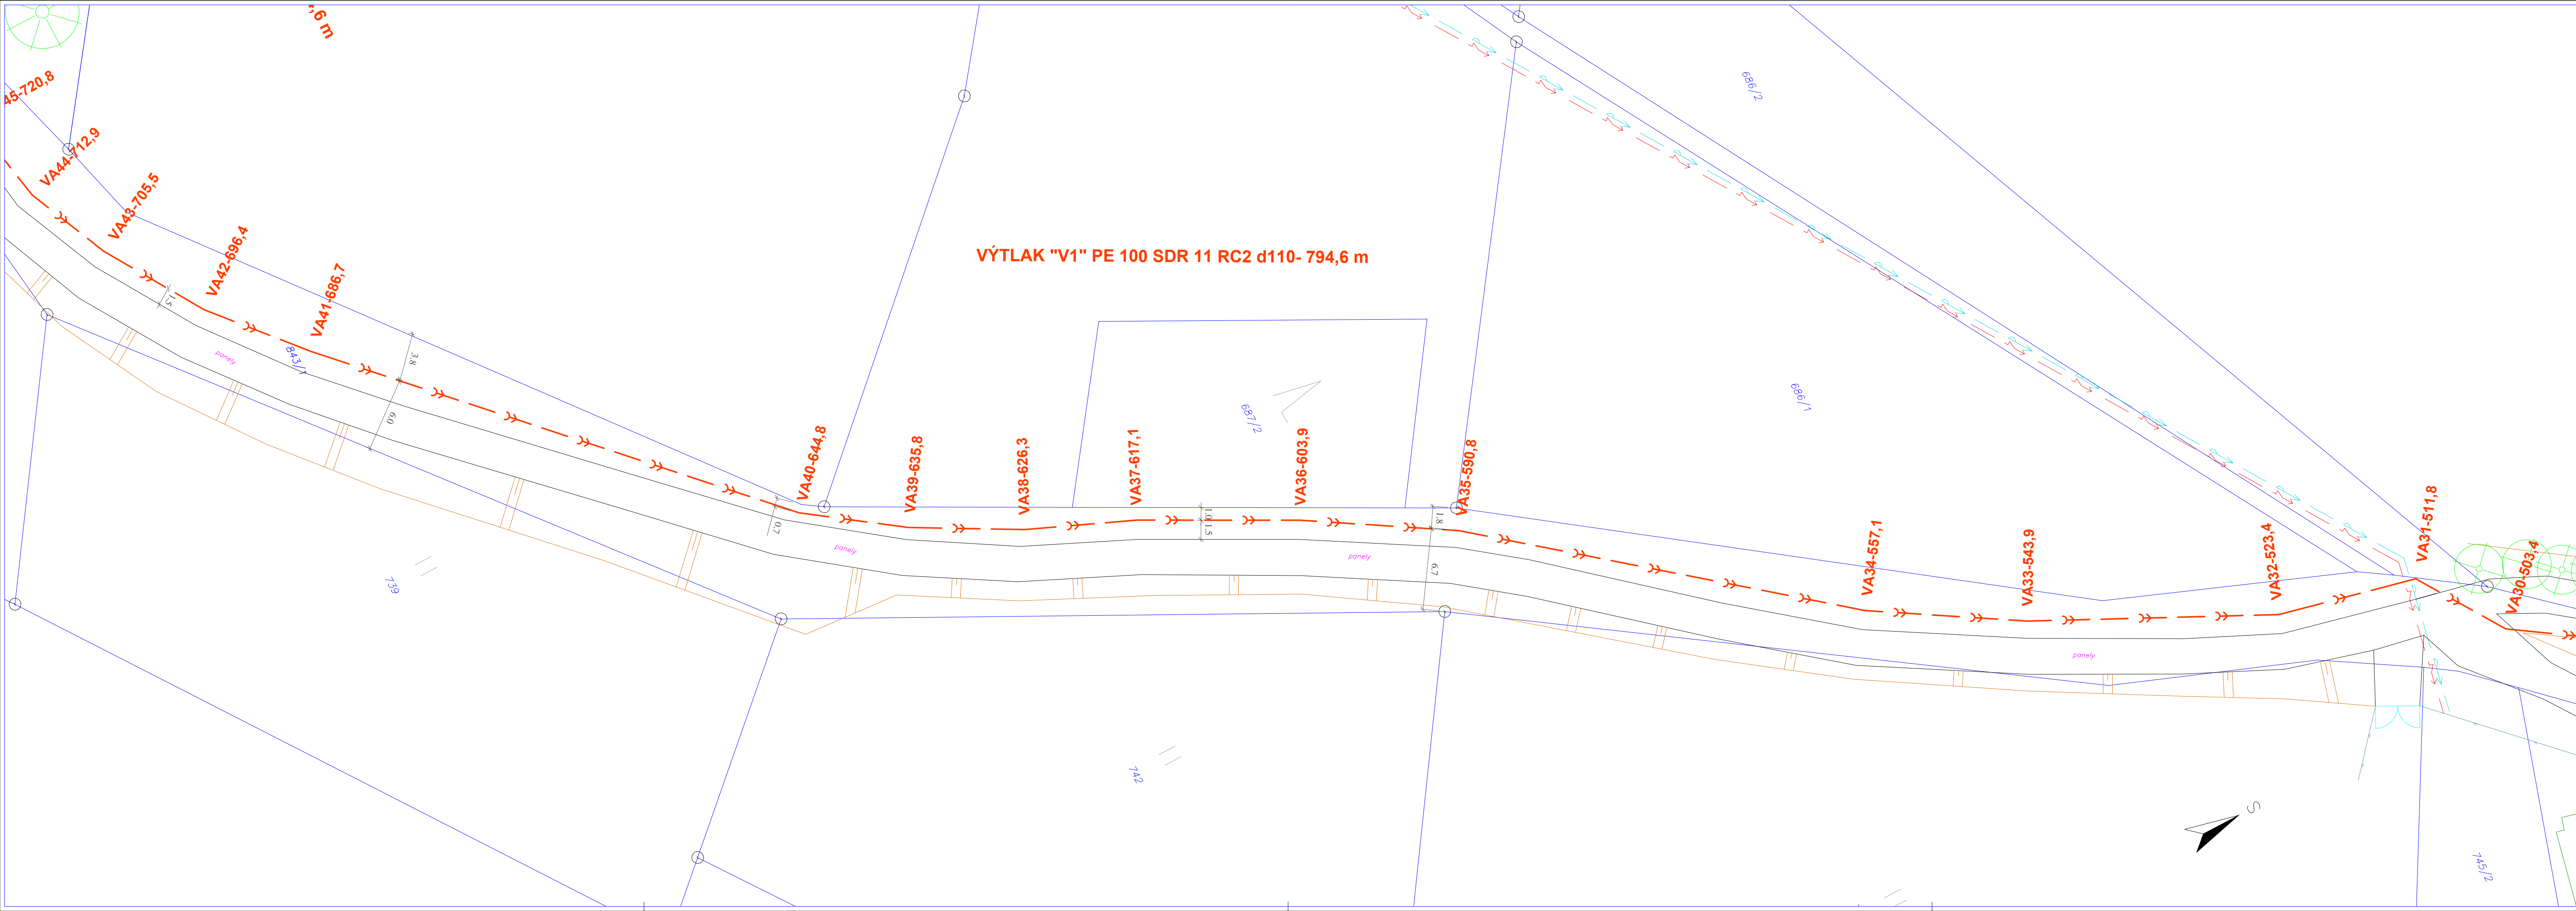 ,6 m
45-720,8
VA44-712,9
VA43-705,5
VA42-696,4
VA41-686,7
VÝTLAK "V1" PE 100 SDR 11 RC2 d110- 794,6 m
686/2
1.5
panely
843/1
3.8
6.0
687/2
686/1
VA40-644,8
VA39-635,8
VA38-626,3
VA37-617,1
VA36-603,9
VA35-590,8
VA34-557,1
VA33-543,9
VA32-523,4
VA31-511,8
VA30-503,4
0.7
1.0
1.5
1.8
6.7
panely
panely
panely
739
742
S
745/2